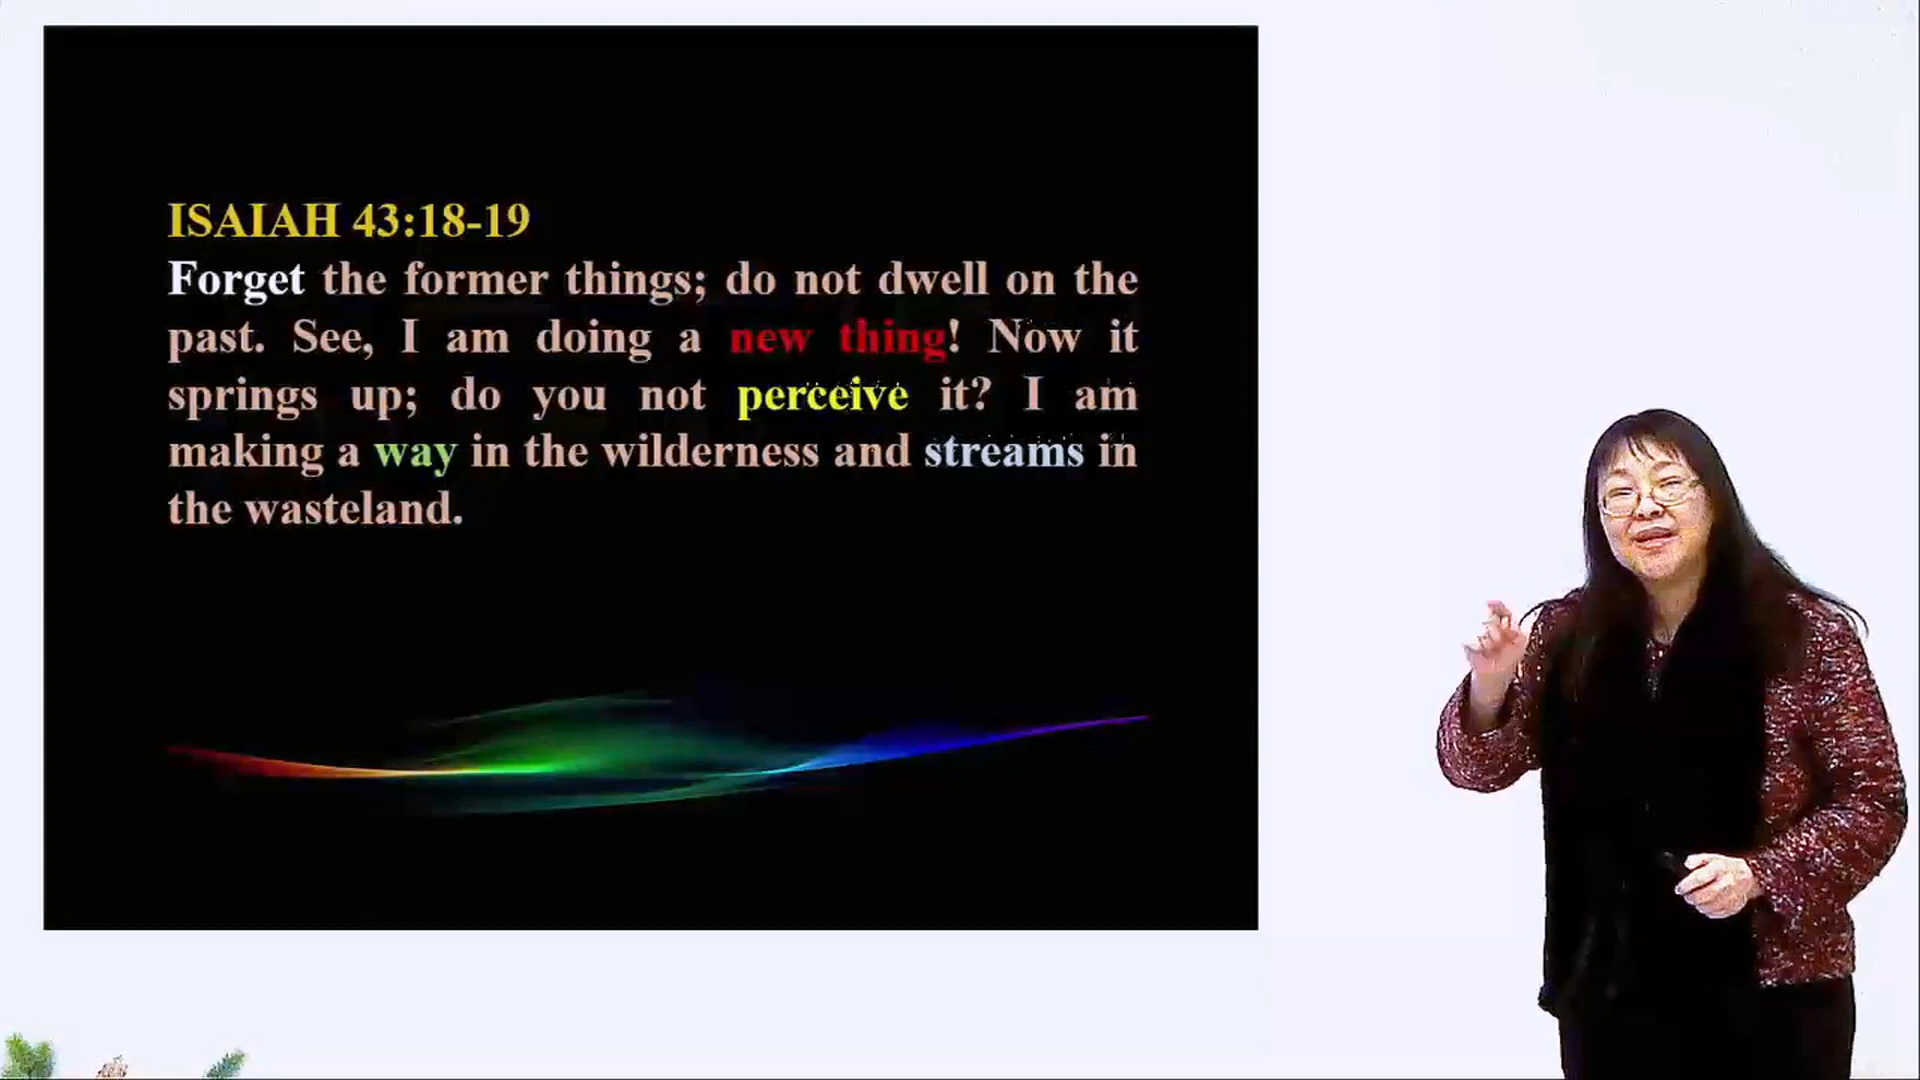 ISAIAH 43:18-19
Forget the former things; do not dwell on the
past. See, I am doing a new thing! Now it
springs up; do you not perceive it? I am
making a way in the wilderness and streams in
the wasteland.